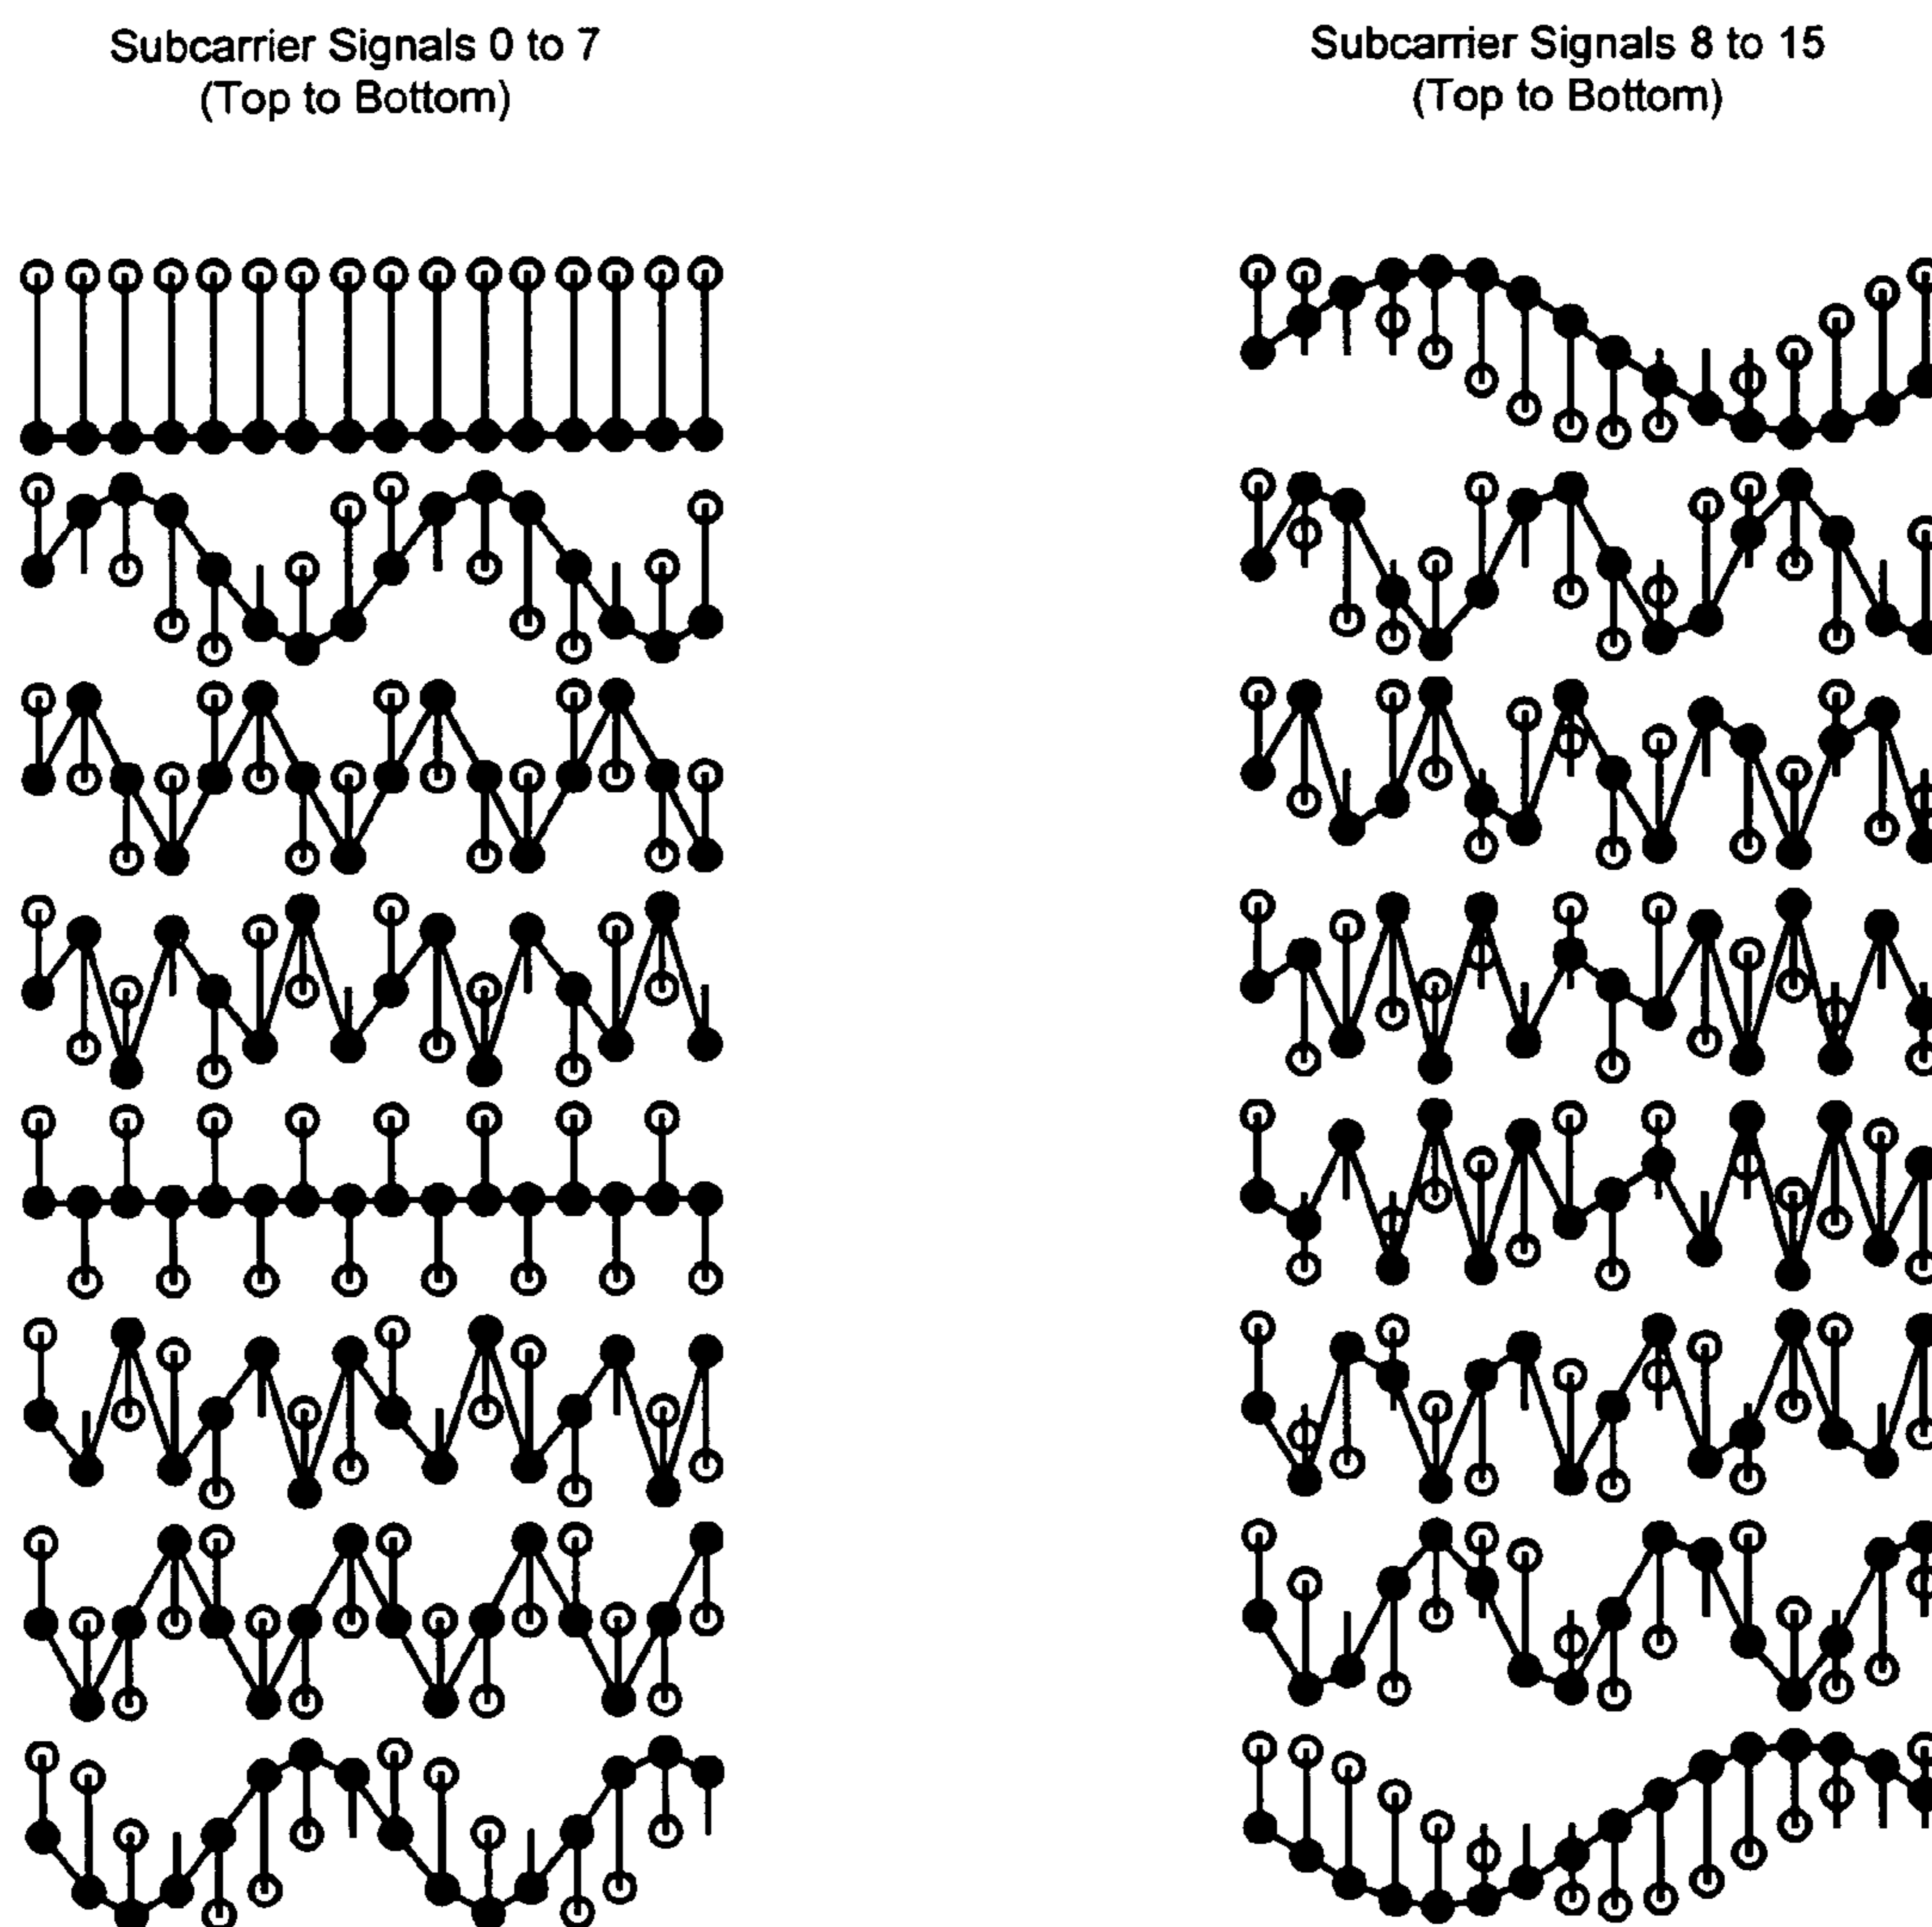 Subcarrier Signals 0 to 7
(Top to Bottom)
Subcarrier Signals 8 to 15
(Top to Bottom)